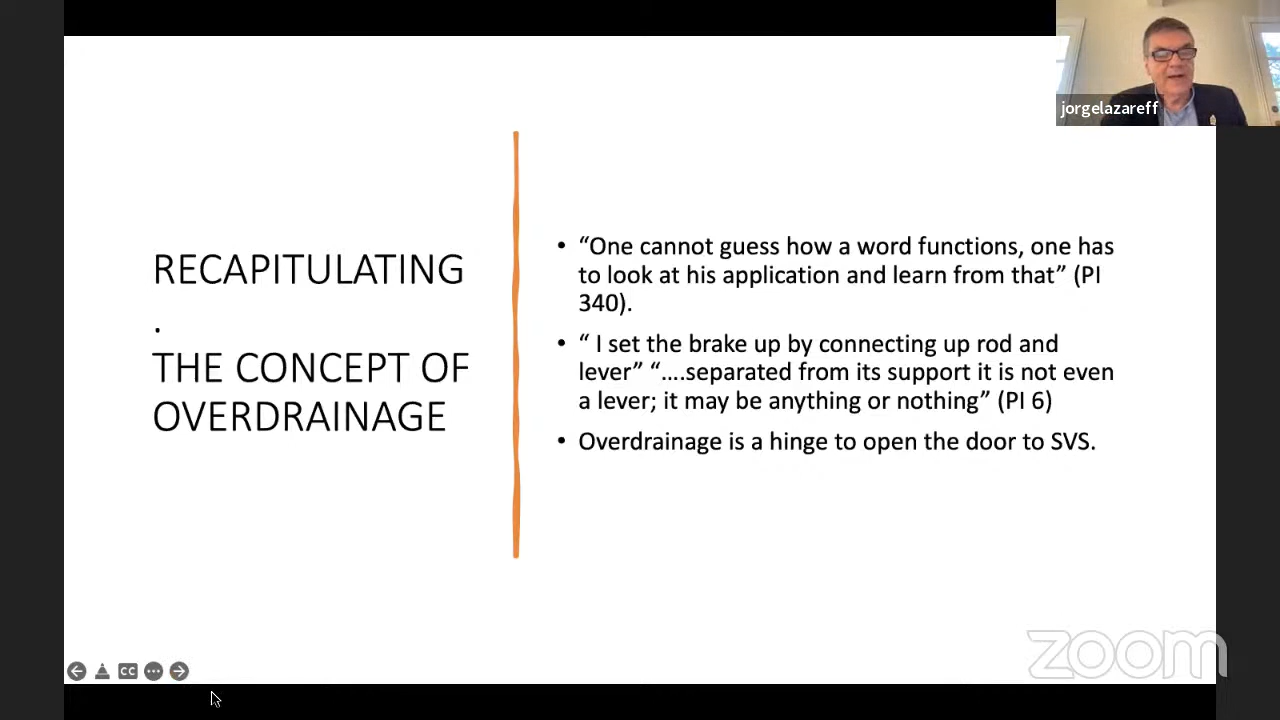 jorgelazareff
RECAPITULATING
.
THE CONCEPT OF
OVERDRAINAGE
• “One cannot guess how a word functions, one has
to look at his application and learn from that” (PI
340).
• “ I set the brake up by connecting up rod and
lever” “....separated from its support it is not even
a lever; it may be anything or nothing” (PI 6)
• Overdrainage is a hinge to open the door to SVS.
CC
zoom